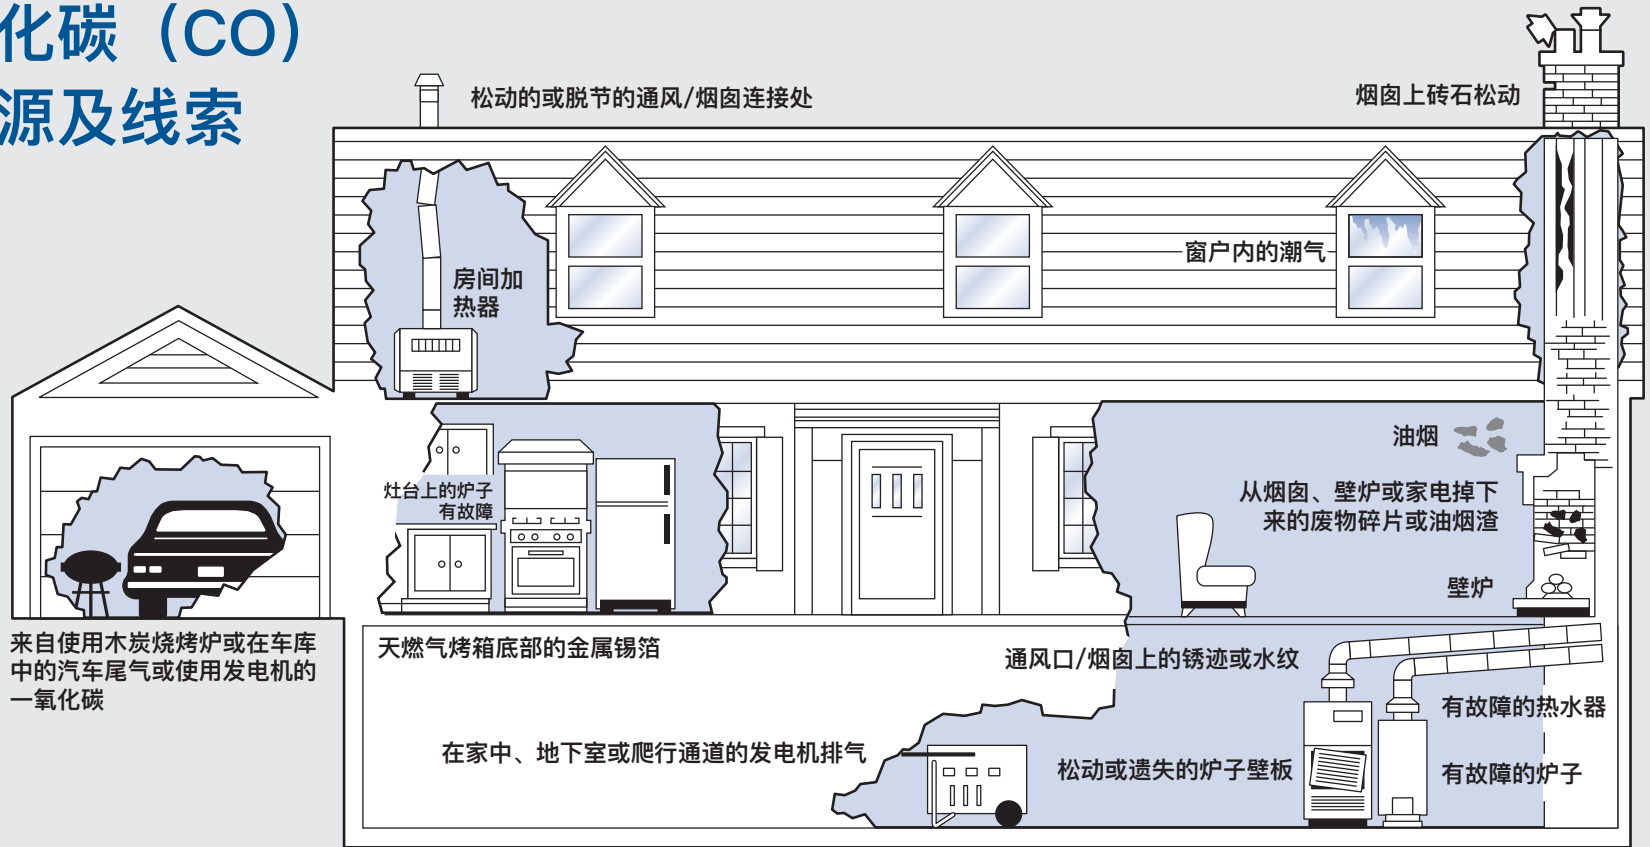 化碳（CO）
源及线索
松动的或脱节的通风/烟囱连接处
烟囱上砖石松动
窗户内的潮气
房间加
热器
油烟
灶台上的炉子
有故障
从烟囱、壁炉或家电掉下
来的废物碎片或油烟渣
壁炉
来自使用木炭烧烤炉或在车库
中的汽车尾气或使用发电机的
一氧化碳
天燃气烤箱底部的金属锡箔
通风口/烟囱上的锈迹或水纹
有故障的热水器
在家中、地下室或爬行通道的发电机排气
松动或遗失的炉子壁板
有故障的炉子